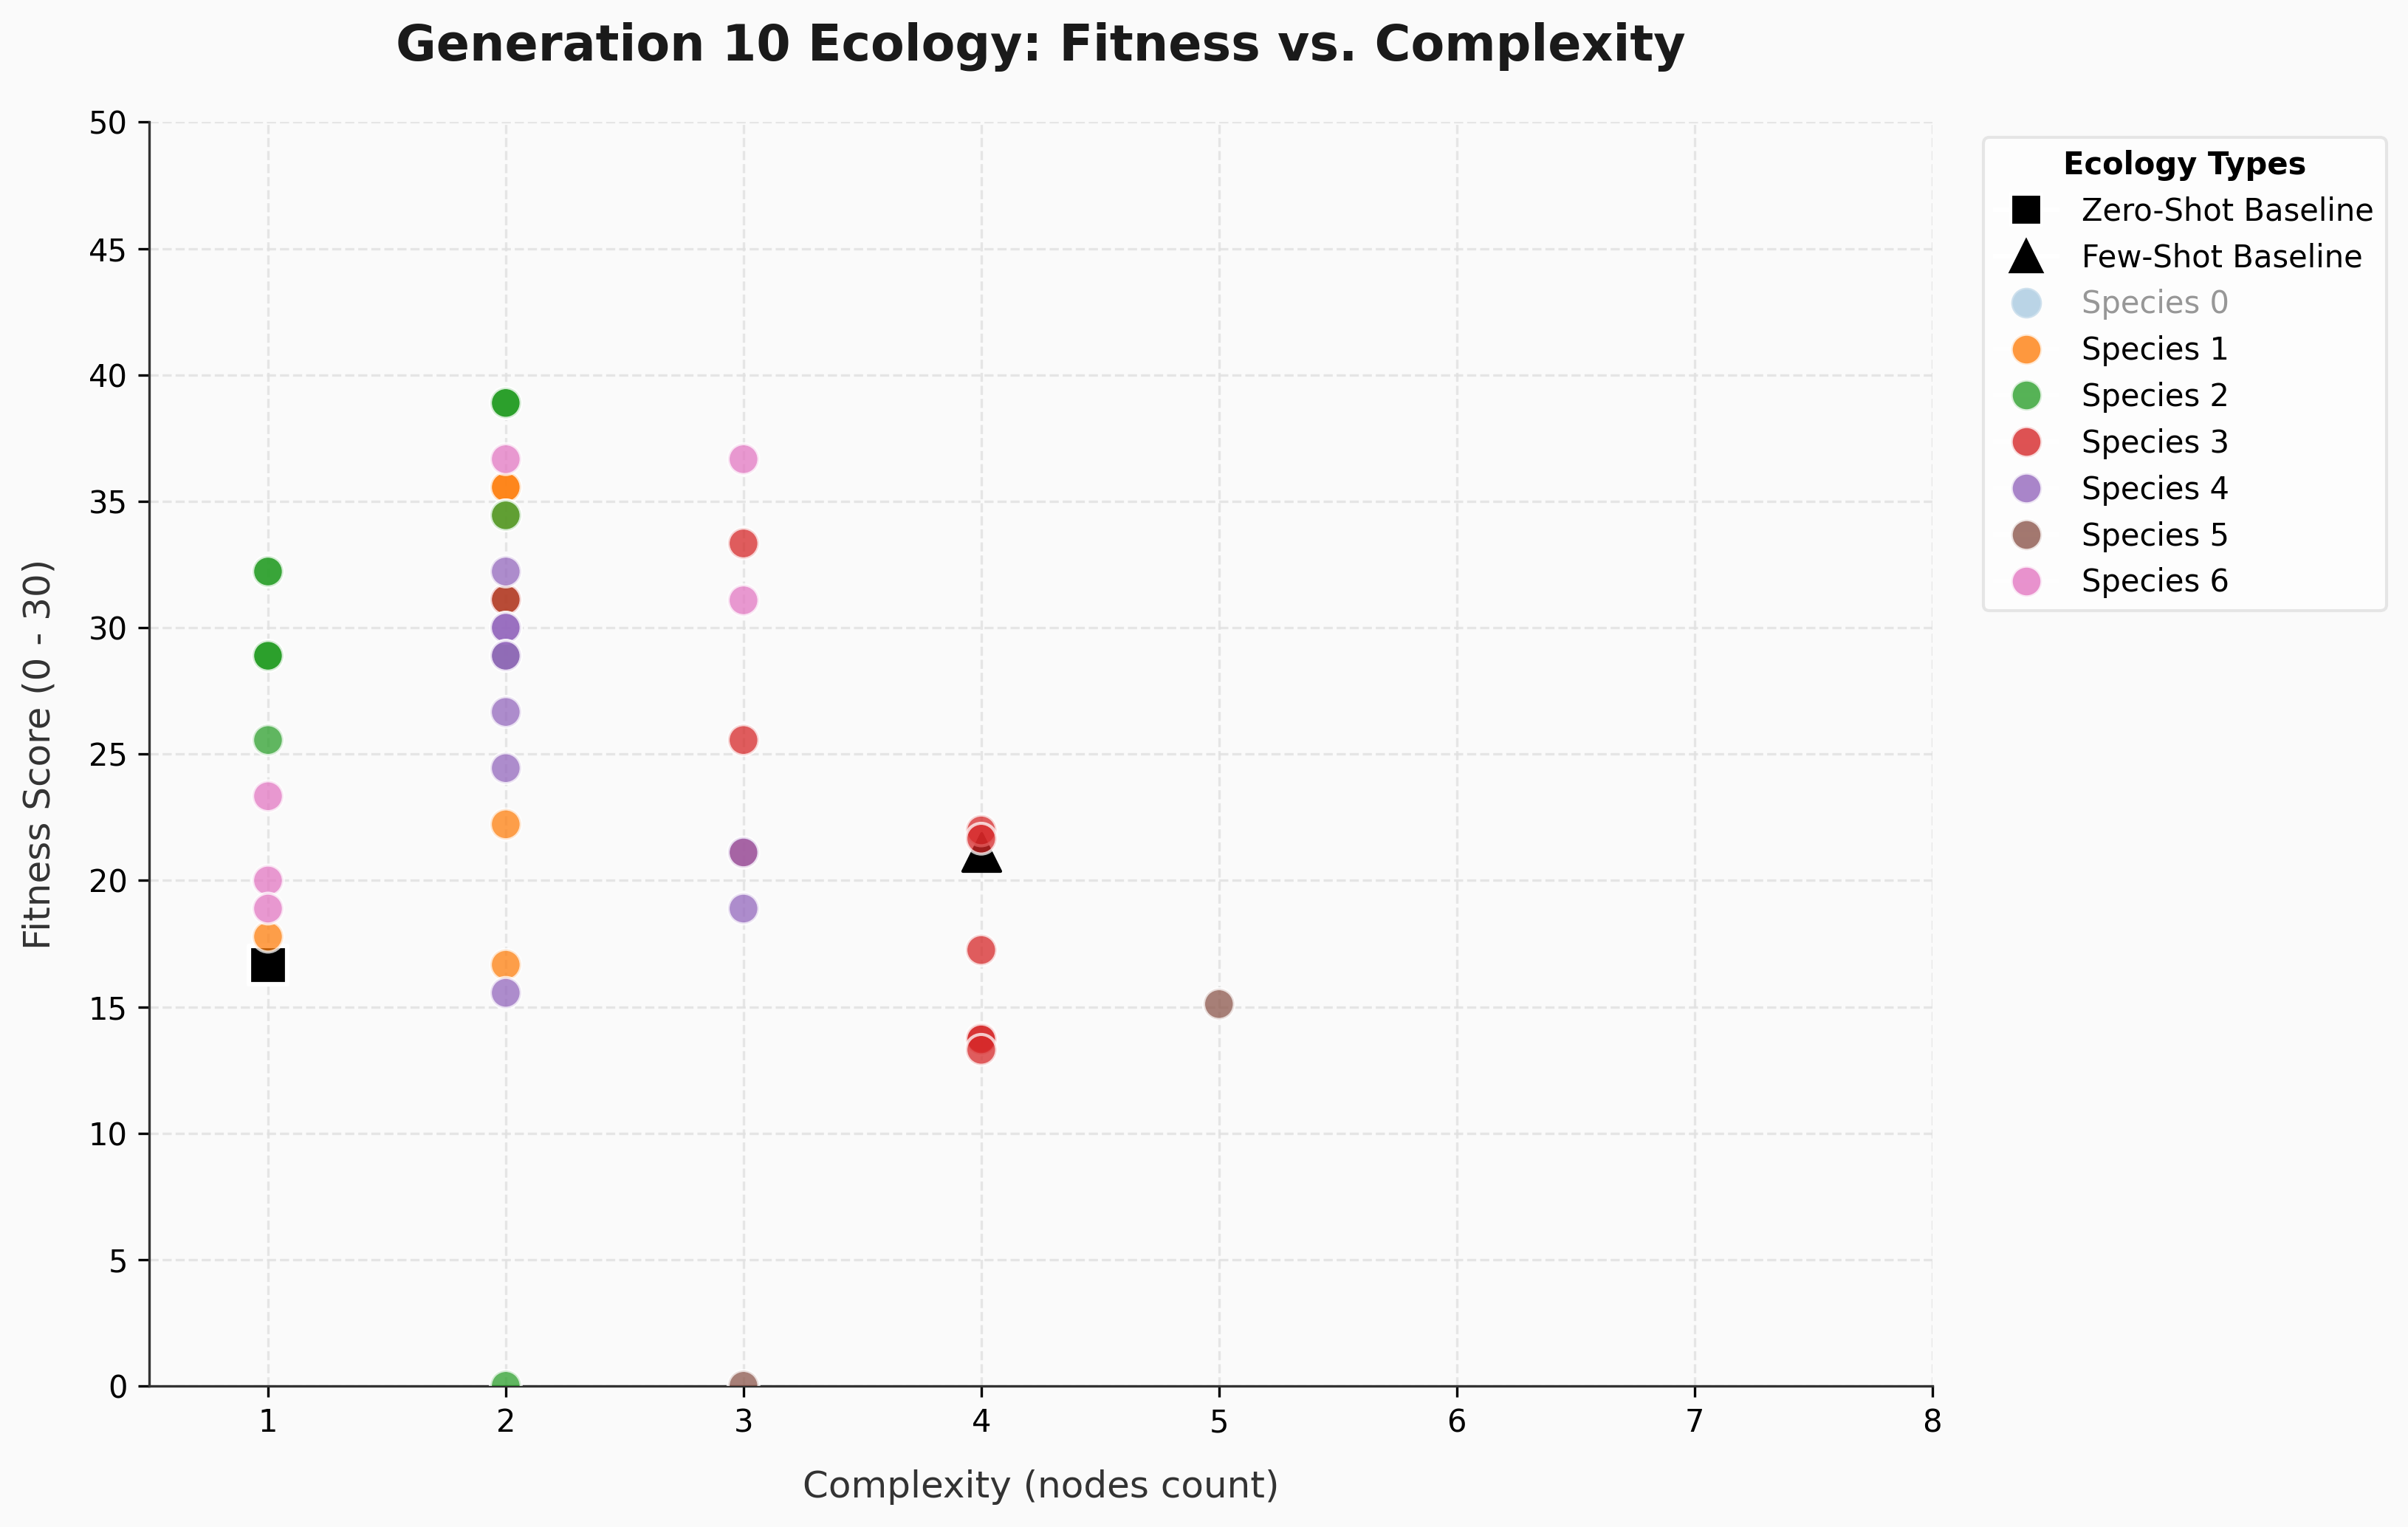 Generation 10 Ecology: Fitness vs. Complexity
50
45
40
35
30
25
20
15
10
5
0
Fitness Score (0 - 30)
1 2 3 4 5 6 7 8
Complexity (nodes count)
Ecology Types
Zero-Shot Baseline
Few-Shot Baseline
Species 0
Species 1
Species 2
Species 3
Species 4
Species 5
Species 6